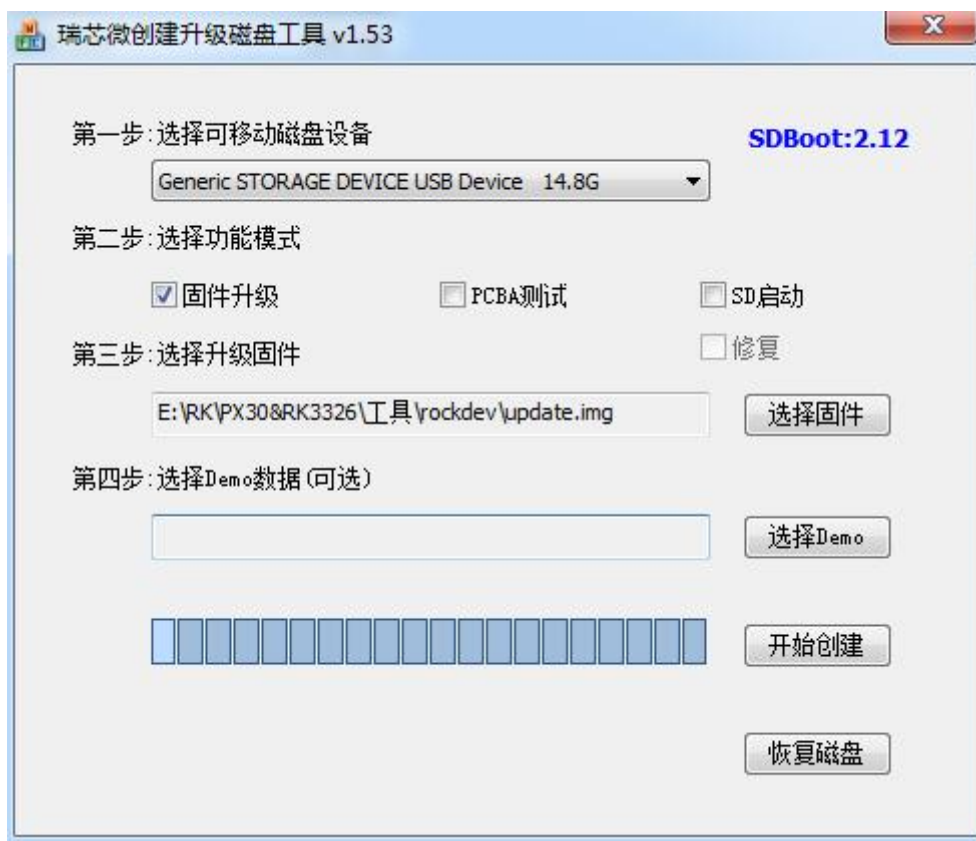 瑞芯微创建升级磁盘工具 v1.53
第一步:选择可移动磁盘设备
SDBoot:2.12
Generic STORAGE DEVICE USB Device 14.8G
第二步:选择功能模式
固件升级
PCBA测试
SD启动
修复
第三步:选择升级固件
E:\RK\PX30&RK3326\工具\rockdev\update.img
选择固件
第四步:选择Demo数据(可选)
选择Demo
开始创建
恢复磁盘